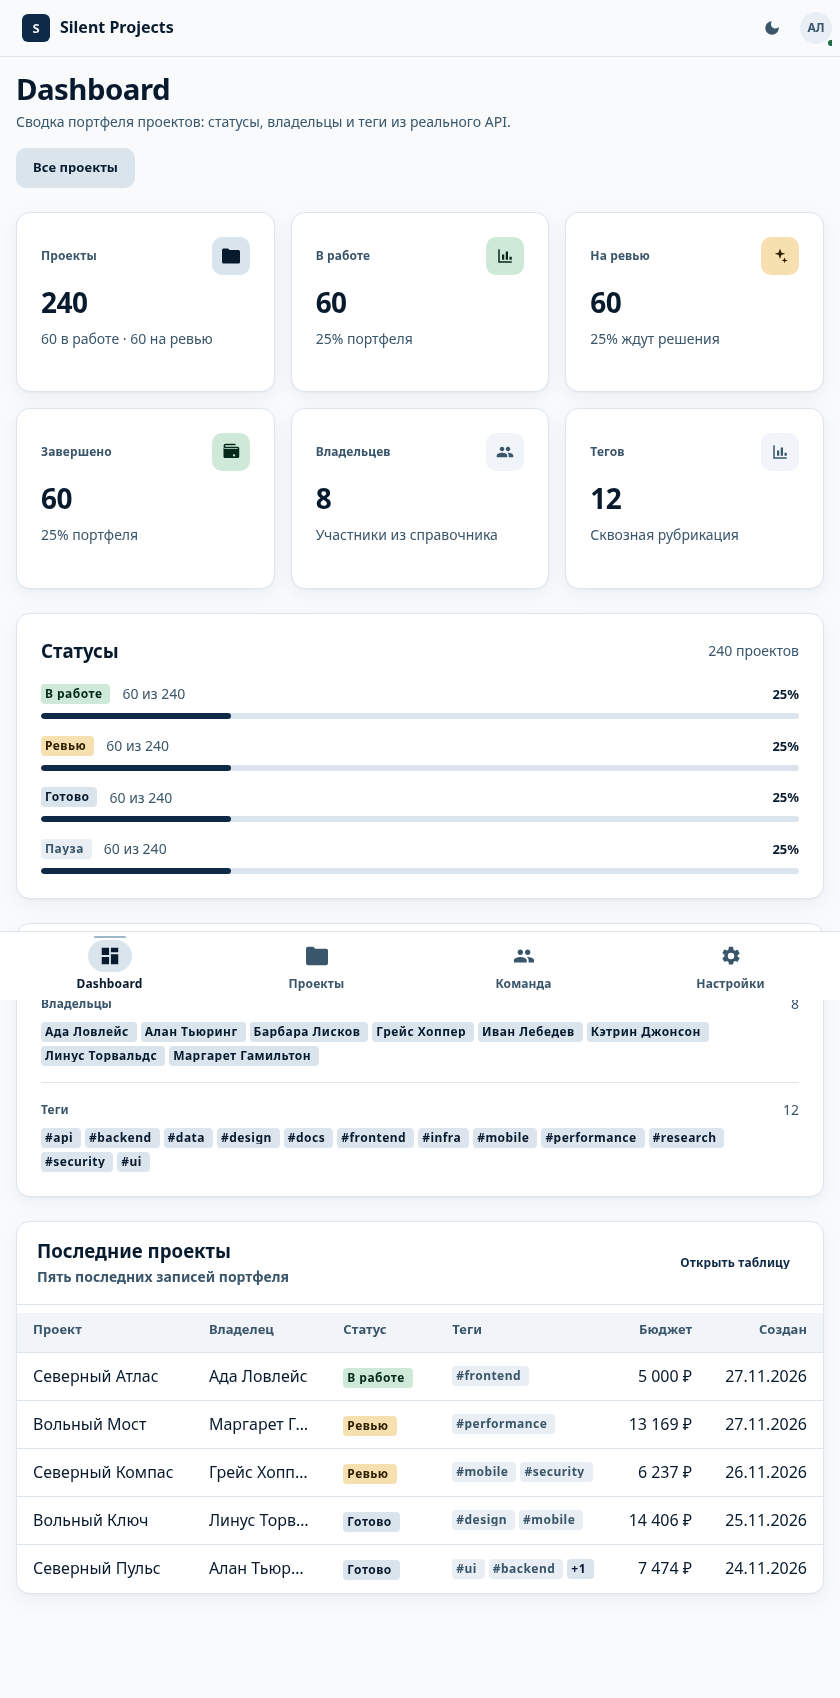 S Silent Projects АЛ
Dashboard
Сводка портфеля проектов: статусы, владельцы и теги из реального API.
Все проекты
Проекты
240
60 в работе · 60 на ревью
В работе
60
25% портфеля
На ревью
60
25% ждут решения
Завершено
60
25% портфеля
Владельцев
8
Участники из справочника
Тегов
12
Сквозная рубрикация
Статусы 240 проектов
В работе 60 из 240 25%
Ревью 60 из 240 25%
Готово 60 из 240 25%
Пауза 60 из 240 25%
Dashboard Проекты Команда Настройки
Владельцы 8
Ада Ловлейс Алан Тьюринг Барбара Лисков Грейс Хоппер Иван Лебедев Кэтрин Джонсон
Линус Торвальдс Маргарет Гамильтон
Теги 12
#api #backend #data #design #docs #frontend #infra #mobile #performance #research
#security #ui
Последние проекты
Пять последних записей портфеля
Открыть таблицу
Проект Владелец Статус Теги Бюджет Создан
Северный Атлас Ада Ловлейс В работе #frontend 5 000 ₽ 27.11.2026
Вольный Мост Маргарет Г... Ревью #performance 13 169 ₽ 27.11.2026
Северный Компас Грейс Хопп... Ревью #mobile #security 6 237 ₽ 26.11.2026
Вольный Ключ Линус Торв... Готово #design #mobile 14 406 ₽ 25.11.2026
Северный Пульс Алан Тьюр... Готово #ui #backend +1 7 474 ₽ 24.11.2026